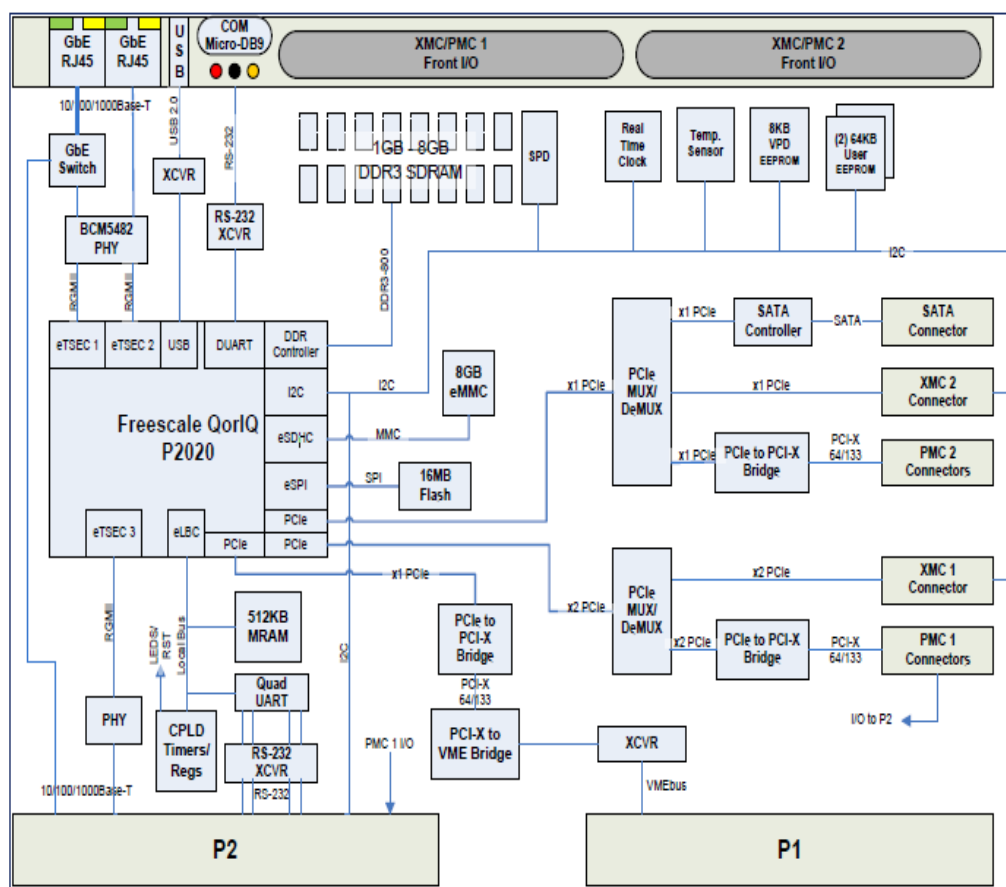 GbE
RJ45
GbE
RJ45
USB
COM
Micro-DB9
XMC/PMC 1
Front I/O
XMC/PMC 2
Front I/O
10/100/1000Base-T
USB 2.0
RS-232
GbE
Switch
XCVR
RS-232
XCVR
BCM5482
PHY
RGMII
RGMII
1GB - 8GB
DDR3 SDRAM
DDR3-800
SPD
Real
Time
Clock
Temp.
Sensor
8KB
VPD
EEPROM
(2) 64KB
User
EEPROM
I2C
eTSEC 1
eTSEC 2
USB
DUART
DDR
Controller
Freescale QorIQ
P2020
I2C
eSDHC
eSPI
PCIe
PCIe
PCIe
eTSEC 3
eLBC
I2C
MMC
8GB
eMMC
SPI
16MB
Flash
x1 PCIe
PCIe
MUX/
DeMUX
x1 PCIe
SATA
Controller
SATA
SATA
Connector
x1 PCIe
XMC 2
Connector
x1 PCIe
PCIe to PCI-X
Bridge
PCI-X
64/133
PMC 2
Connectors
x2 PCIe
PCIe
MUX/
DeMUX
x2 PCIe
XMC 1
Connector
x2 PCIe
PCIe to PCI-X
Bridge
PCI-X
64/133
PMC 1
Connectors
I/O to P2
x1 PCIe
PCIe to
PCI-X
Bridge
PCI-X
64/133
PCI-X to
VME Bridge
XCVR
VMEbus
RGMII
PHY
10/100/1000Base-T
LEDS/
RST
Local Bus
512KB
MRAM
Quad
UART
CPLD
Timers/
Regs
RS-232
XCVR
RS-232
I2C
PMC 1 I/O
P2
P1